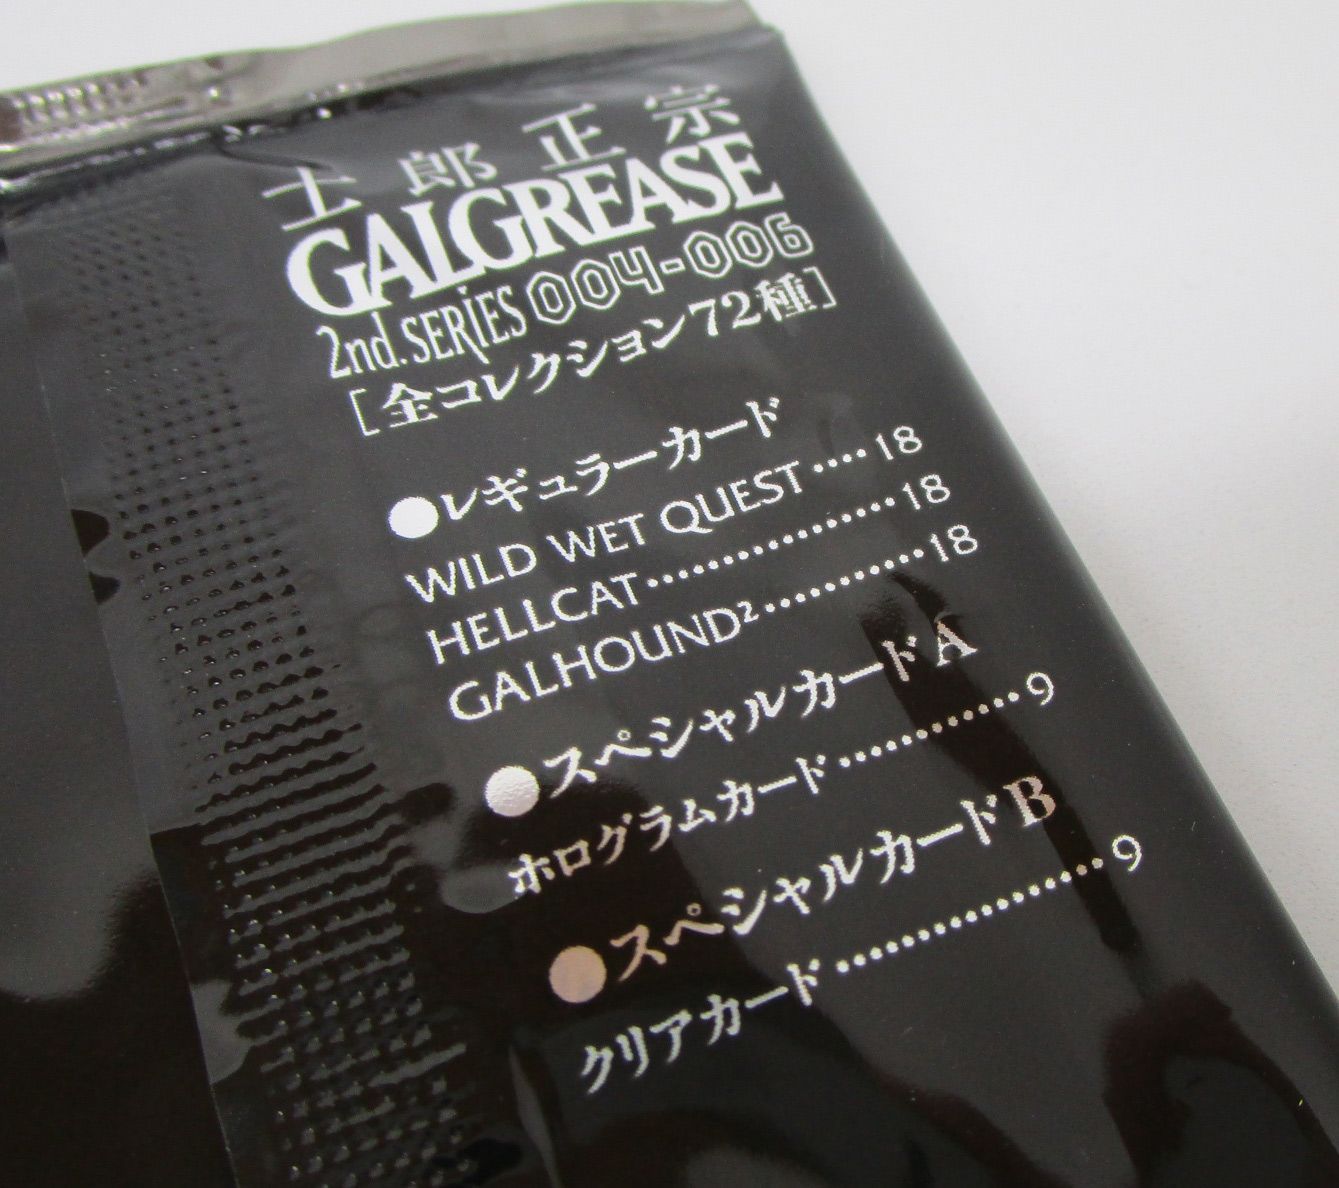 士郎正宗
GALGREASE
2nd.SERIES 004-006
[全コレクション72種]
●レギュラーカード
WILD WET QUEST····18
HELLCAT··················18
GALHOUND²············18
●スペシャルカードA
ホログラムカード·············9
●スペシャルカードB
クリアカード···················9